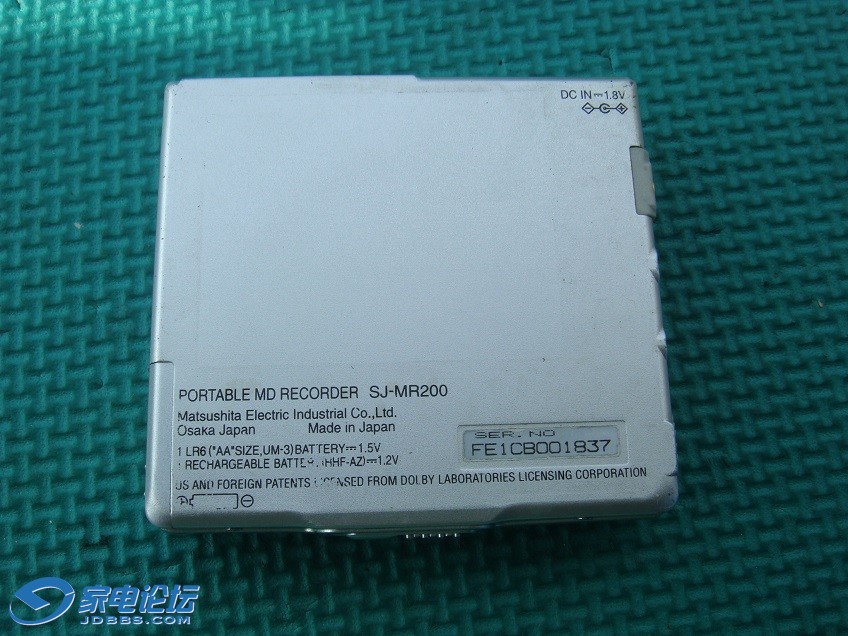 DC IN⎓1.8V
PORTABLE MD RECORDER SJ-MR200
Matsushita Electric Industrial Co.,Ltd.
Osaka Japan Made in Japan
1 LR6 ("AA"SIZE,UM-3) BATTERY⎓1.5V
RECHARGEABLE (HHF-AZ)⎓1.2V
SER. NO
FE1CB001837
US AND FOREIGN PATENTS LICENSED FROM DOLBY LABORATORIES LICENSING CORPORATION
家电论坛
JDBBS.COM